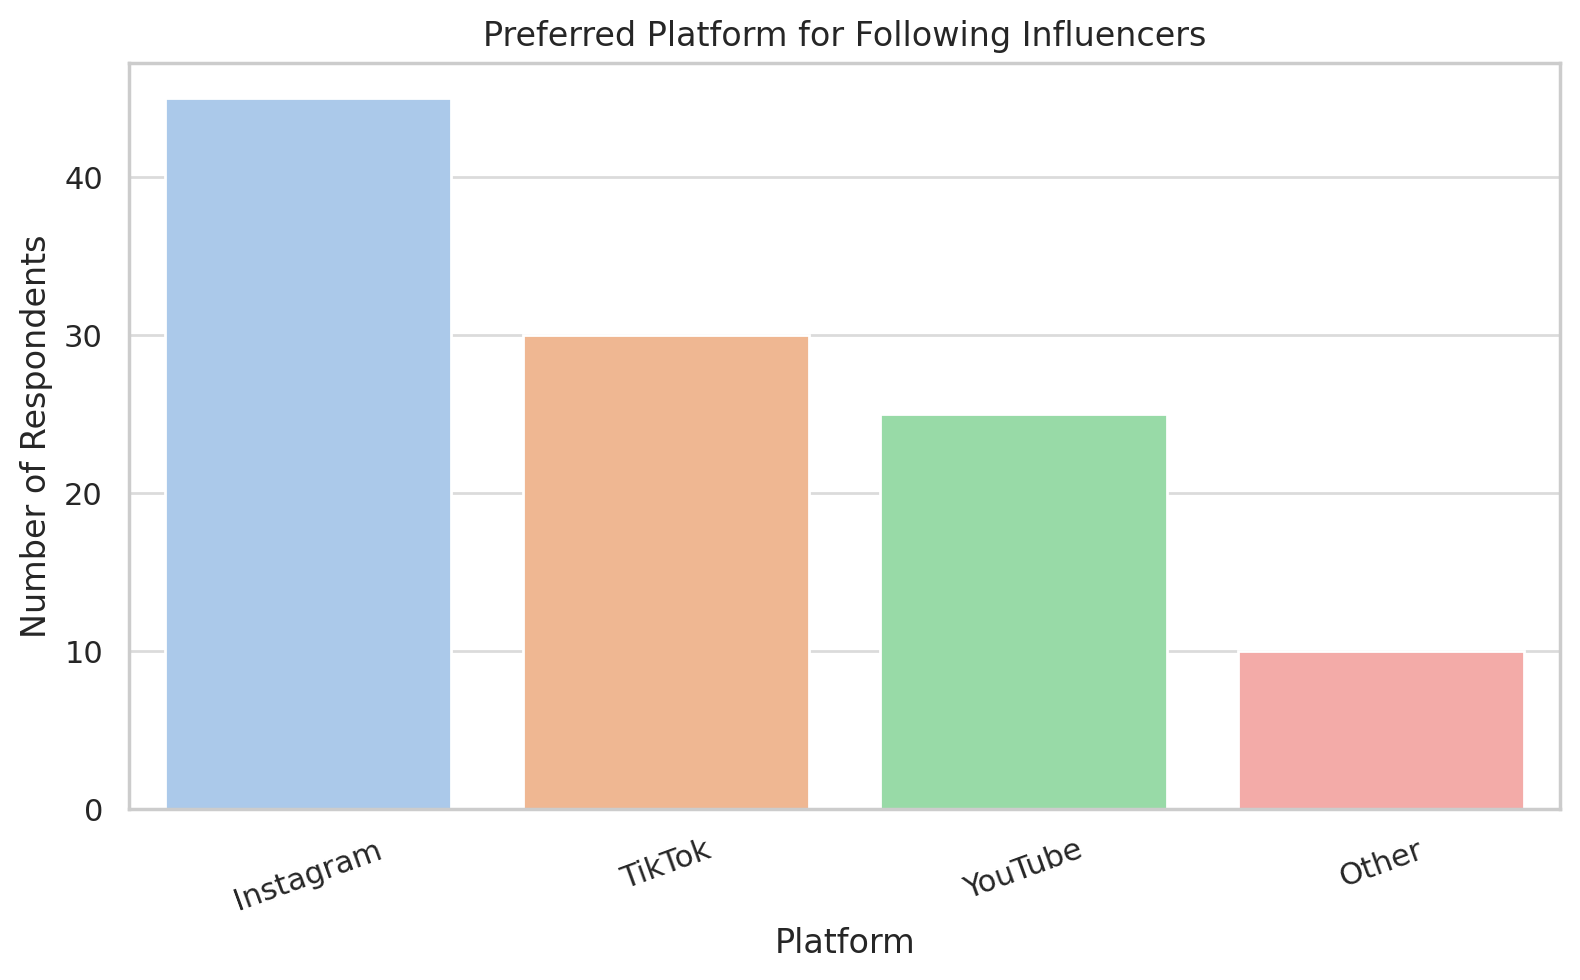 Preferred Platform for Following Influencers
Number of Respondents
40
30
20
10
0
Instagram
TikTok
YouTube
Other
Platform